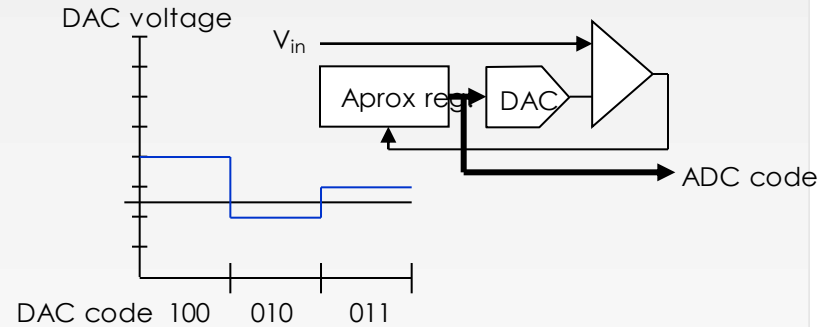 DAC voltage
Vin
Aprox reg.
DAC
ADC code
DAC code 100 010 011